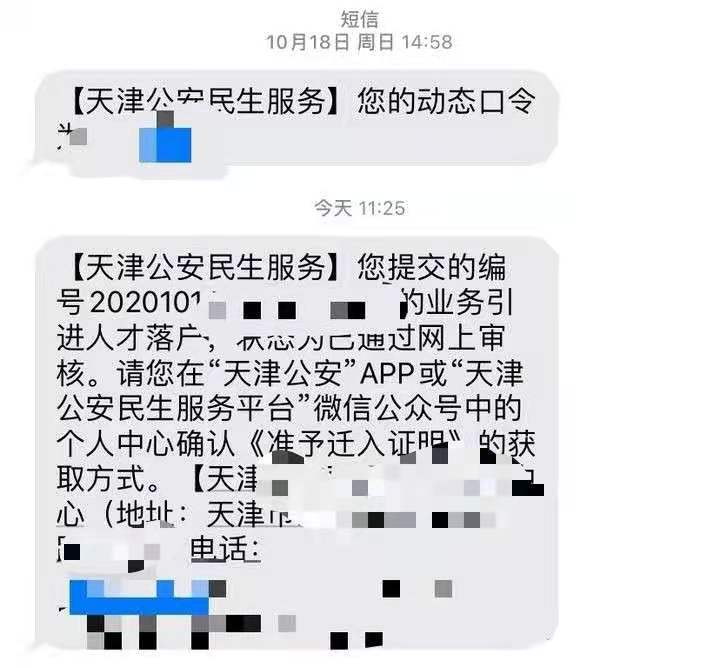 短信
10月18日 周日 14:58
【天津公安民生服务】您的动态口令
今天 11:25
【天津公安民生服务】您提交的编
号2020101 的业务引
进人才落户，状态为已通过网上审
核。请您在“天津公安”APP或“天津
公安民生服务平台”微信公众号中的
个人中心确认《准予迁入证明》的获
取方式。【天津
心（地址：天津市
电话：